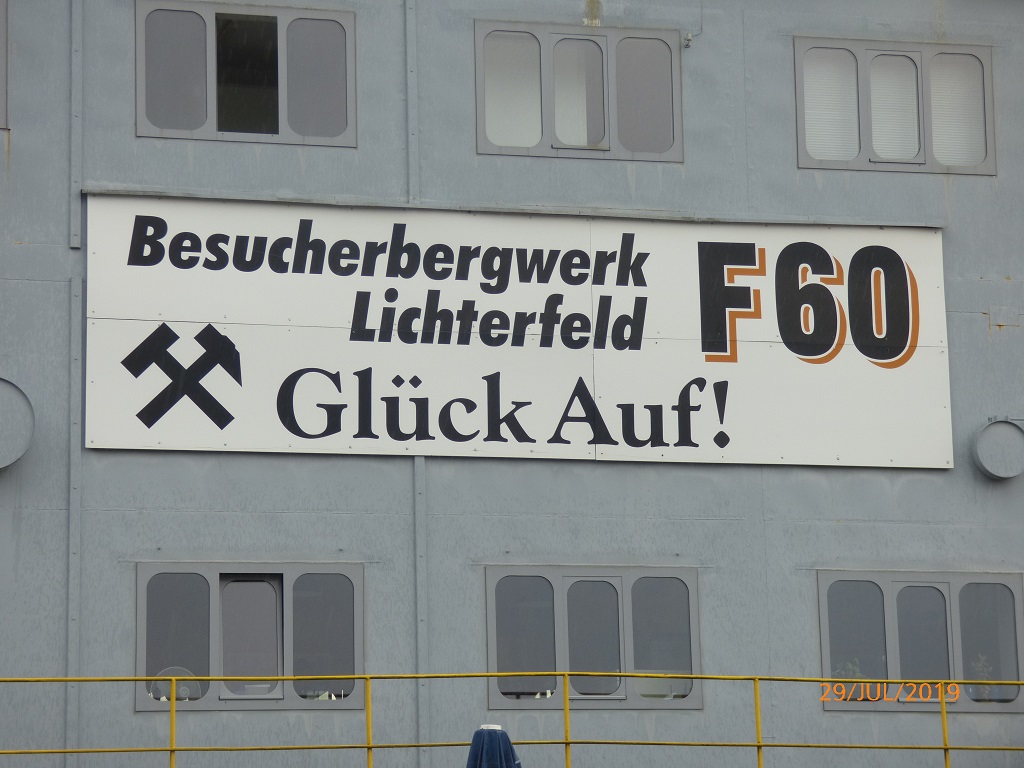 Besucherbergwerk
Lichterfeld
F60
Glück Auf!
29/JUL/2019